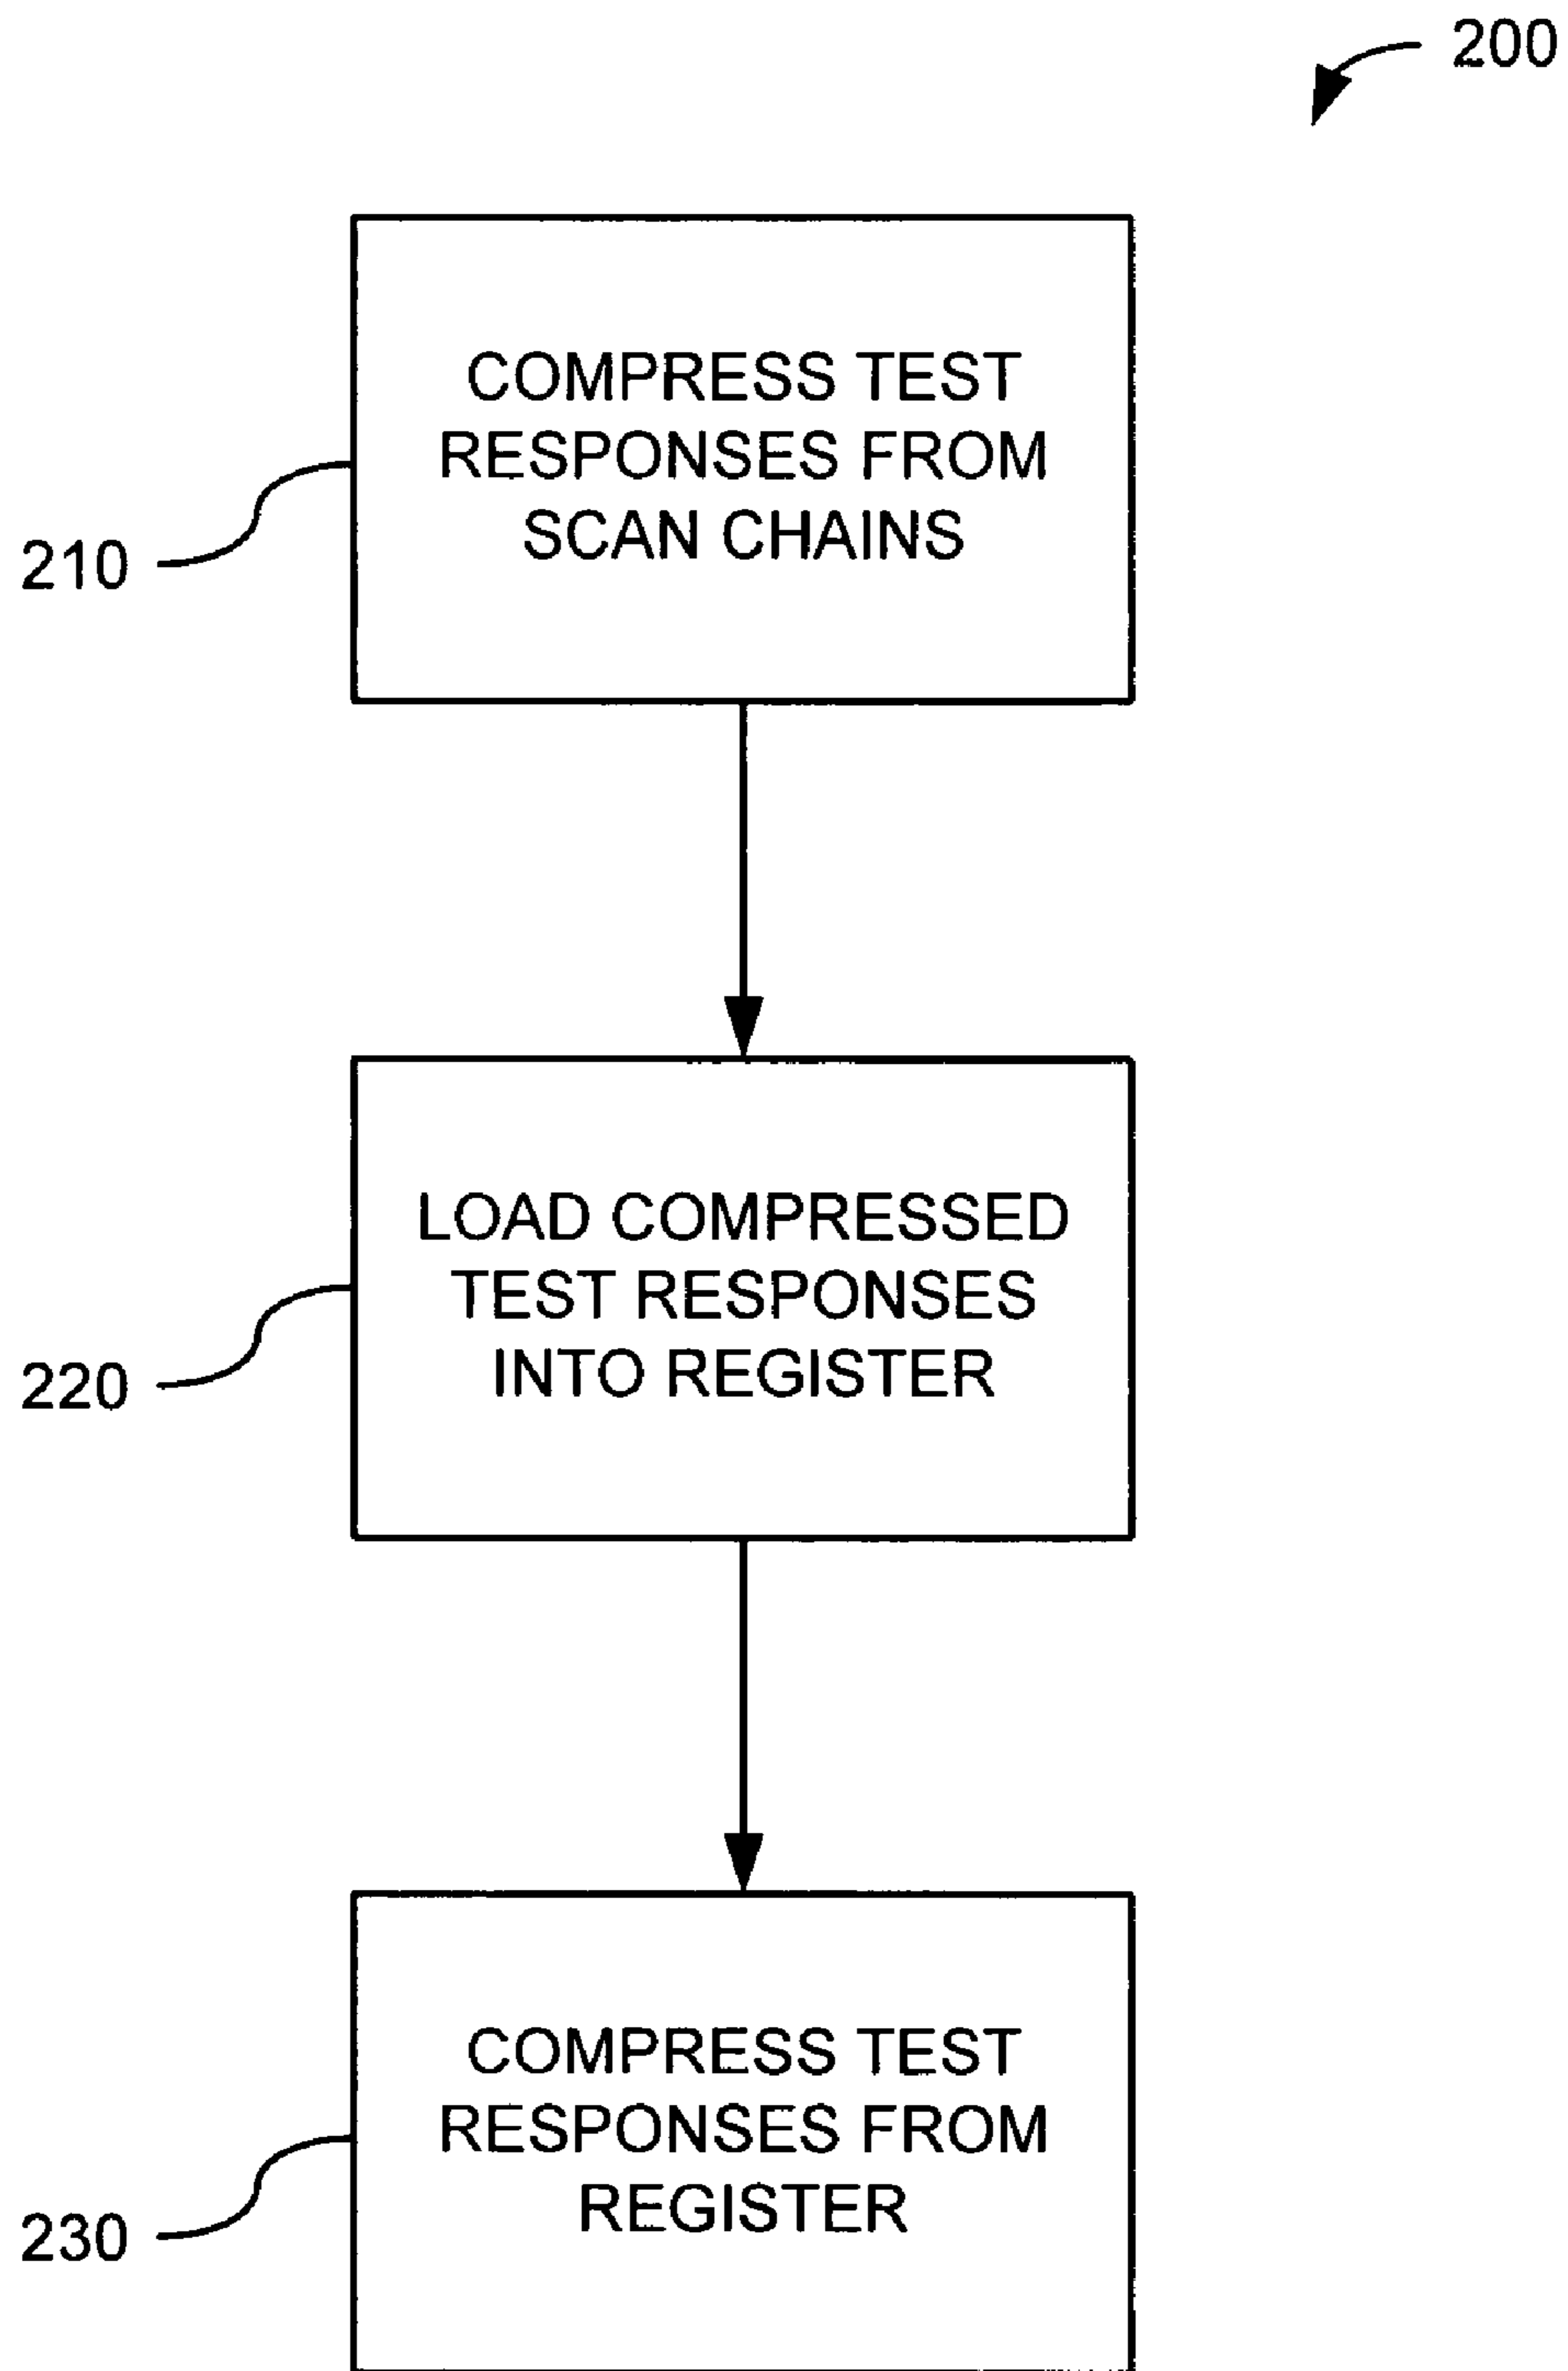 200
COMPRESS TEST
RESPONSES FROM
SCAN CHAINS
210
LOAD COMPRESSED
TEST RESPONSES
INTO REGISTER
220
COMPRESS TEST
RESPONSES FROM
REGISTER
230